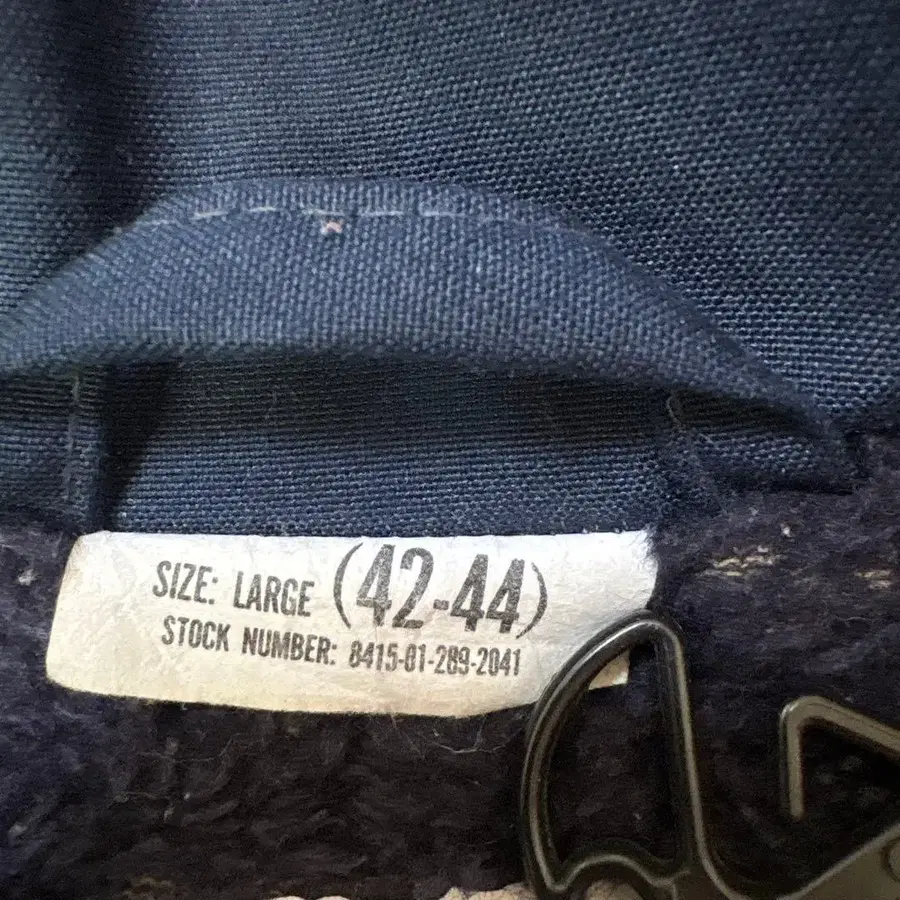 SIZE: LARGE (42-44)
STOCK NUMBER: 8415-01-289-2041